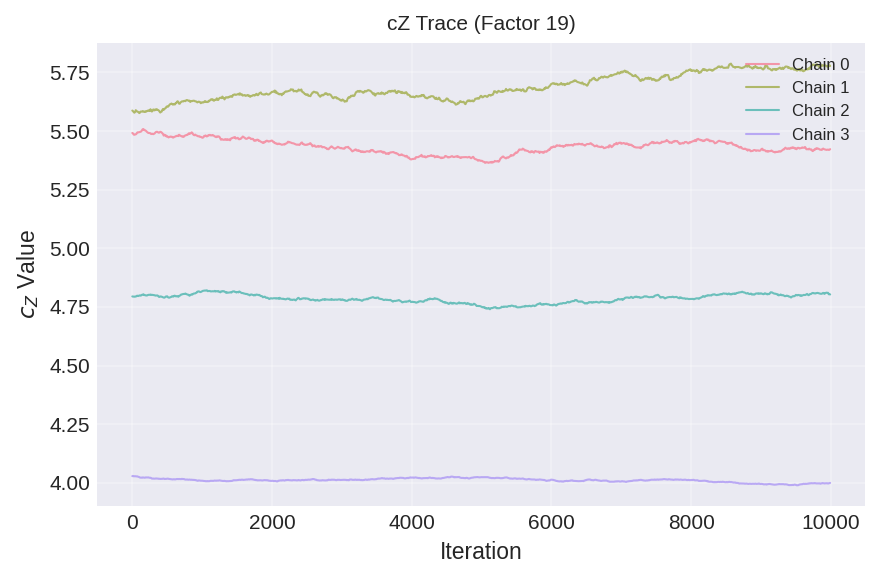 cZ Trace (Factor 19)
5.75
5.50
5.25
5.00
4.75
4.50
4.25
4.00
cZ Value
Chain 0
Chain 1
Chain 2
Chain 3
0 2000 4000 6000 8000 10000
Iteration